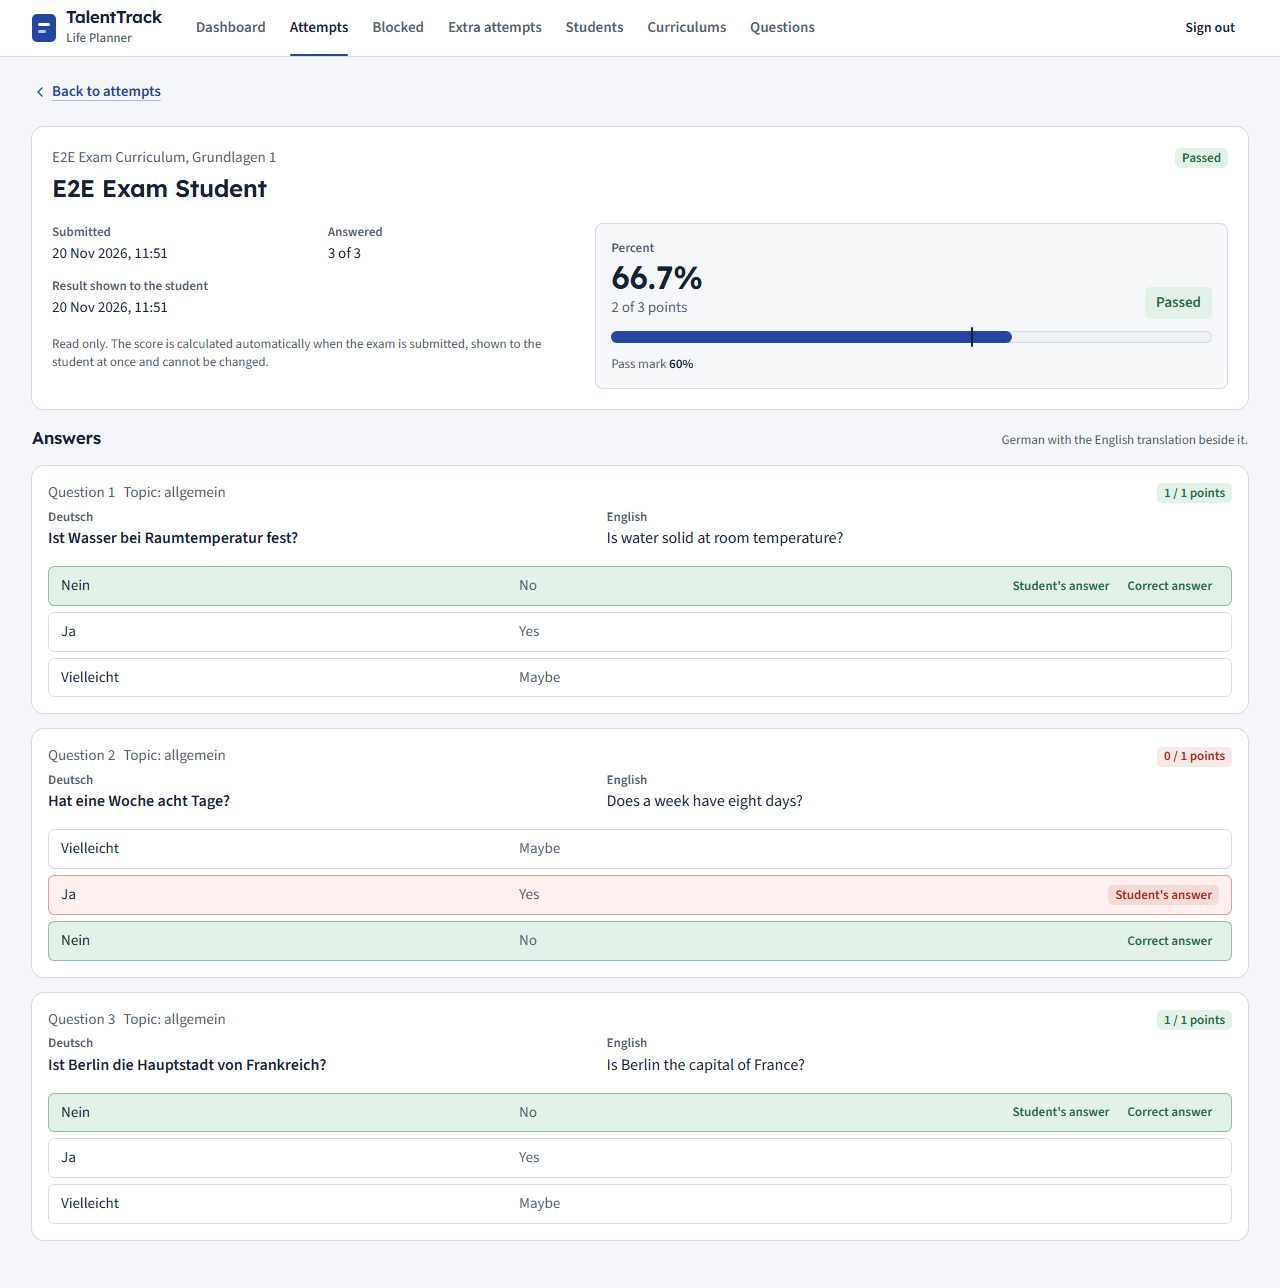 TalentTrack
Life Planner
Dashboard Attempts Blocked Extra attempts Students Curriculums Questions Sign out
Back to attempts
E2E Exam Curriculum, Grundlagen 1
Passed
E2E Exam Student
Submitted
20 Nov 2026, 11:51
Answered
3 of 3
Result shown to the student
20 Nov 2026, 11:51
Read only. The score is calculated automatically when the exam is submitted, shown to the
student at once and cannot be changed.
Percent
66.7%
2 of 3 points
Passed
Pass mark 60%
Answers
German with the English translation beside it.
Question 1 Topic: allgemein
1 / 1 points
Deutsch
Ist Wasser bei Raumtemperatur fest?
English
Is water solid at room temperature?
Nein No Student's answer Correct answer
Ja Yes
Vielleicht Maybe
Question 2 Topic: allgemein
0 / 1 points
Deutsch
Hat eine Woche acht Tage?
English
Does a week have eight days?
Vielleicht Maybe
Ja Yes Student's answer
Nein No Correct answer
Question 3 Topic: allgemein
1 / 1 points
Deutsch
Ist Berlin die Hauptstadt von Frankreich?
English
Is Berlin the capital of France?
Nein No Student's answer Correct answer
Ja Yes
Vielleicht Maybe